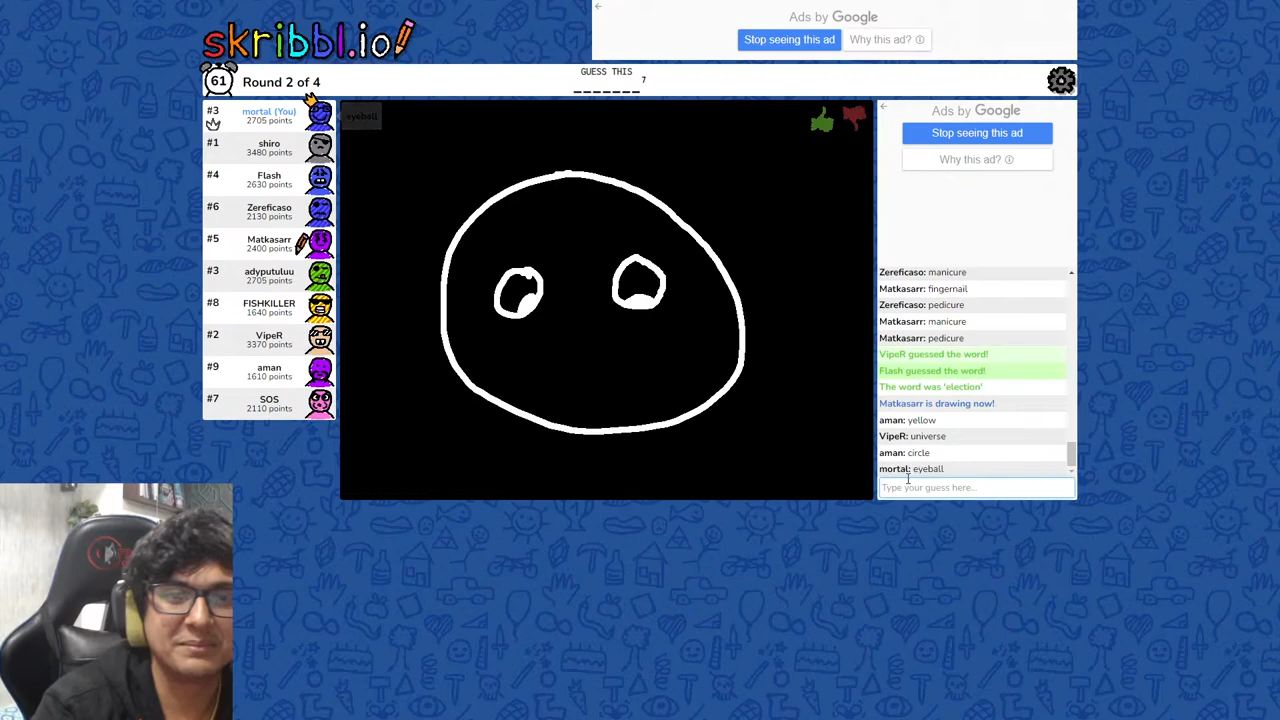 skribbl.io
Ads by Google
Stop seeing this ad
Why this ad?
61
Round 2 of 4
GUESS THIS
_______ 7
#3
mortal (You)
2705 points
#1
shiro
3480 points
#4
Flash
2630 points
#6
Zereficaso
2130 points
#5
Matkasarr
2400 points
#3
adyputuluu
2705 points
#8
FISHKILLER
1640 points
#2
VipeR
3370 points
#9
aman
1610 points
#7
SOS
2110 points
eyeball
Ads by Google
Stop seeing this ad
Why this ad?
Zereficaso: manicure
Matkasarr: fingernail
Zereficaso: pedicure
Matkasarr: manicure
Matkasarr: pedicure
VipeR guessed the word!
Flash guessed the word!
The word was 'election'
Matkasarr is drawing now!
aman: yellow
VipeR: universe
aman: circle
mortal: eyeball
Type your guess here...